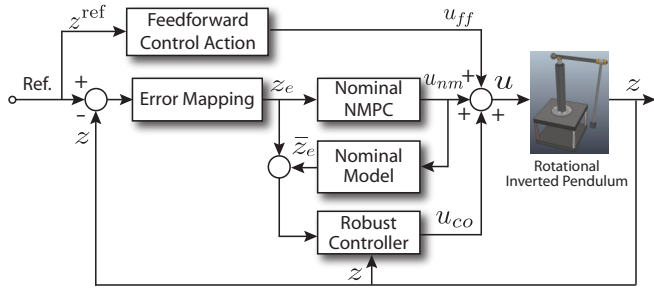 z^ref
Feedforward
Control Action
u_ff
Ref.
+
-
z
Error Mapping
z_e
Nominal
NMPC
u_nm
+
+
+
u
z
Rotational
Inverted Pendulum
z̅_e
Nominal
Model
Robust
Controller
u_co
z